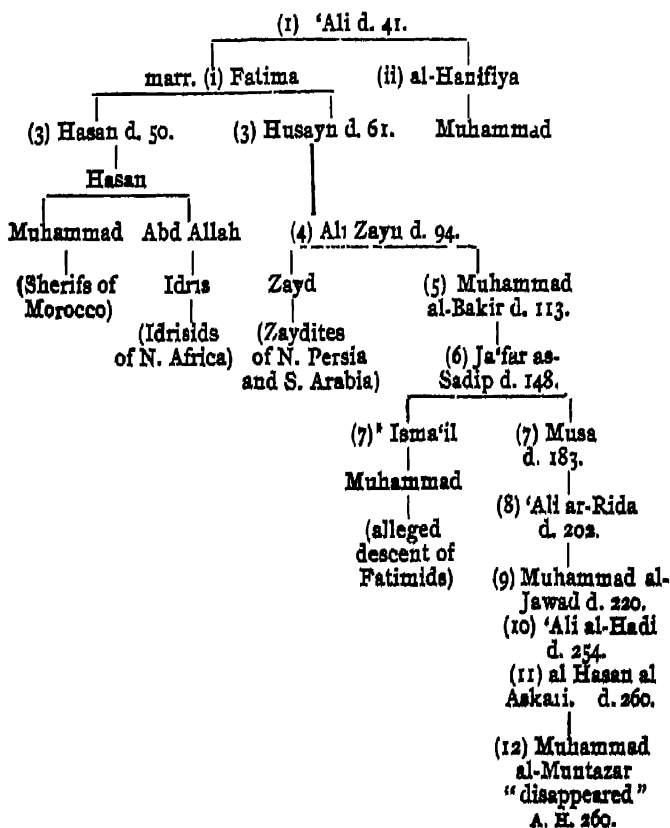 (1) ‘Ali d. 41.
marr. (i) Fatima (ii) al-Hanifiya
(3) Hasan d. 50. (3) Husayn d. 61. Muhammad
Hasan
Muhammad Abd Allah (4) Ali Zayu d. 94.
(Sherifs of Idris Zayd (5) Muhammad
Morocco) al-Bakir d. 113.
(Idrisids (Zaydites
of N. Africa) of N. Persia (6) Ja‘far as-
and S. Arabia) Sadip d. 148.
(7)* Isma‘il (7) Musa
d. 183.
Muhammad
(8) ‘Ali ar-Rida
(alleged d. 202.
descent of
Fatimids) (9) Muhammad al-
Jawad d. 220.
(10) ‘Ali al-Hadi
d. 254.
(11) al Hasan al
Askaii. d. 260.
(12) Muhammad
al-Muntazar
“disappeared”
A. H. 260.